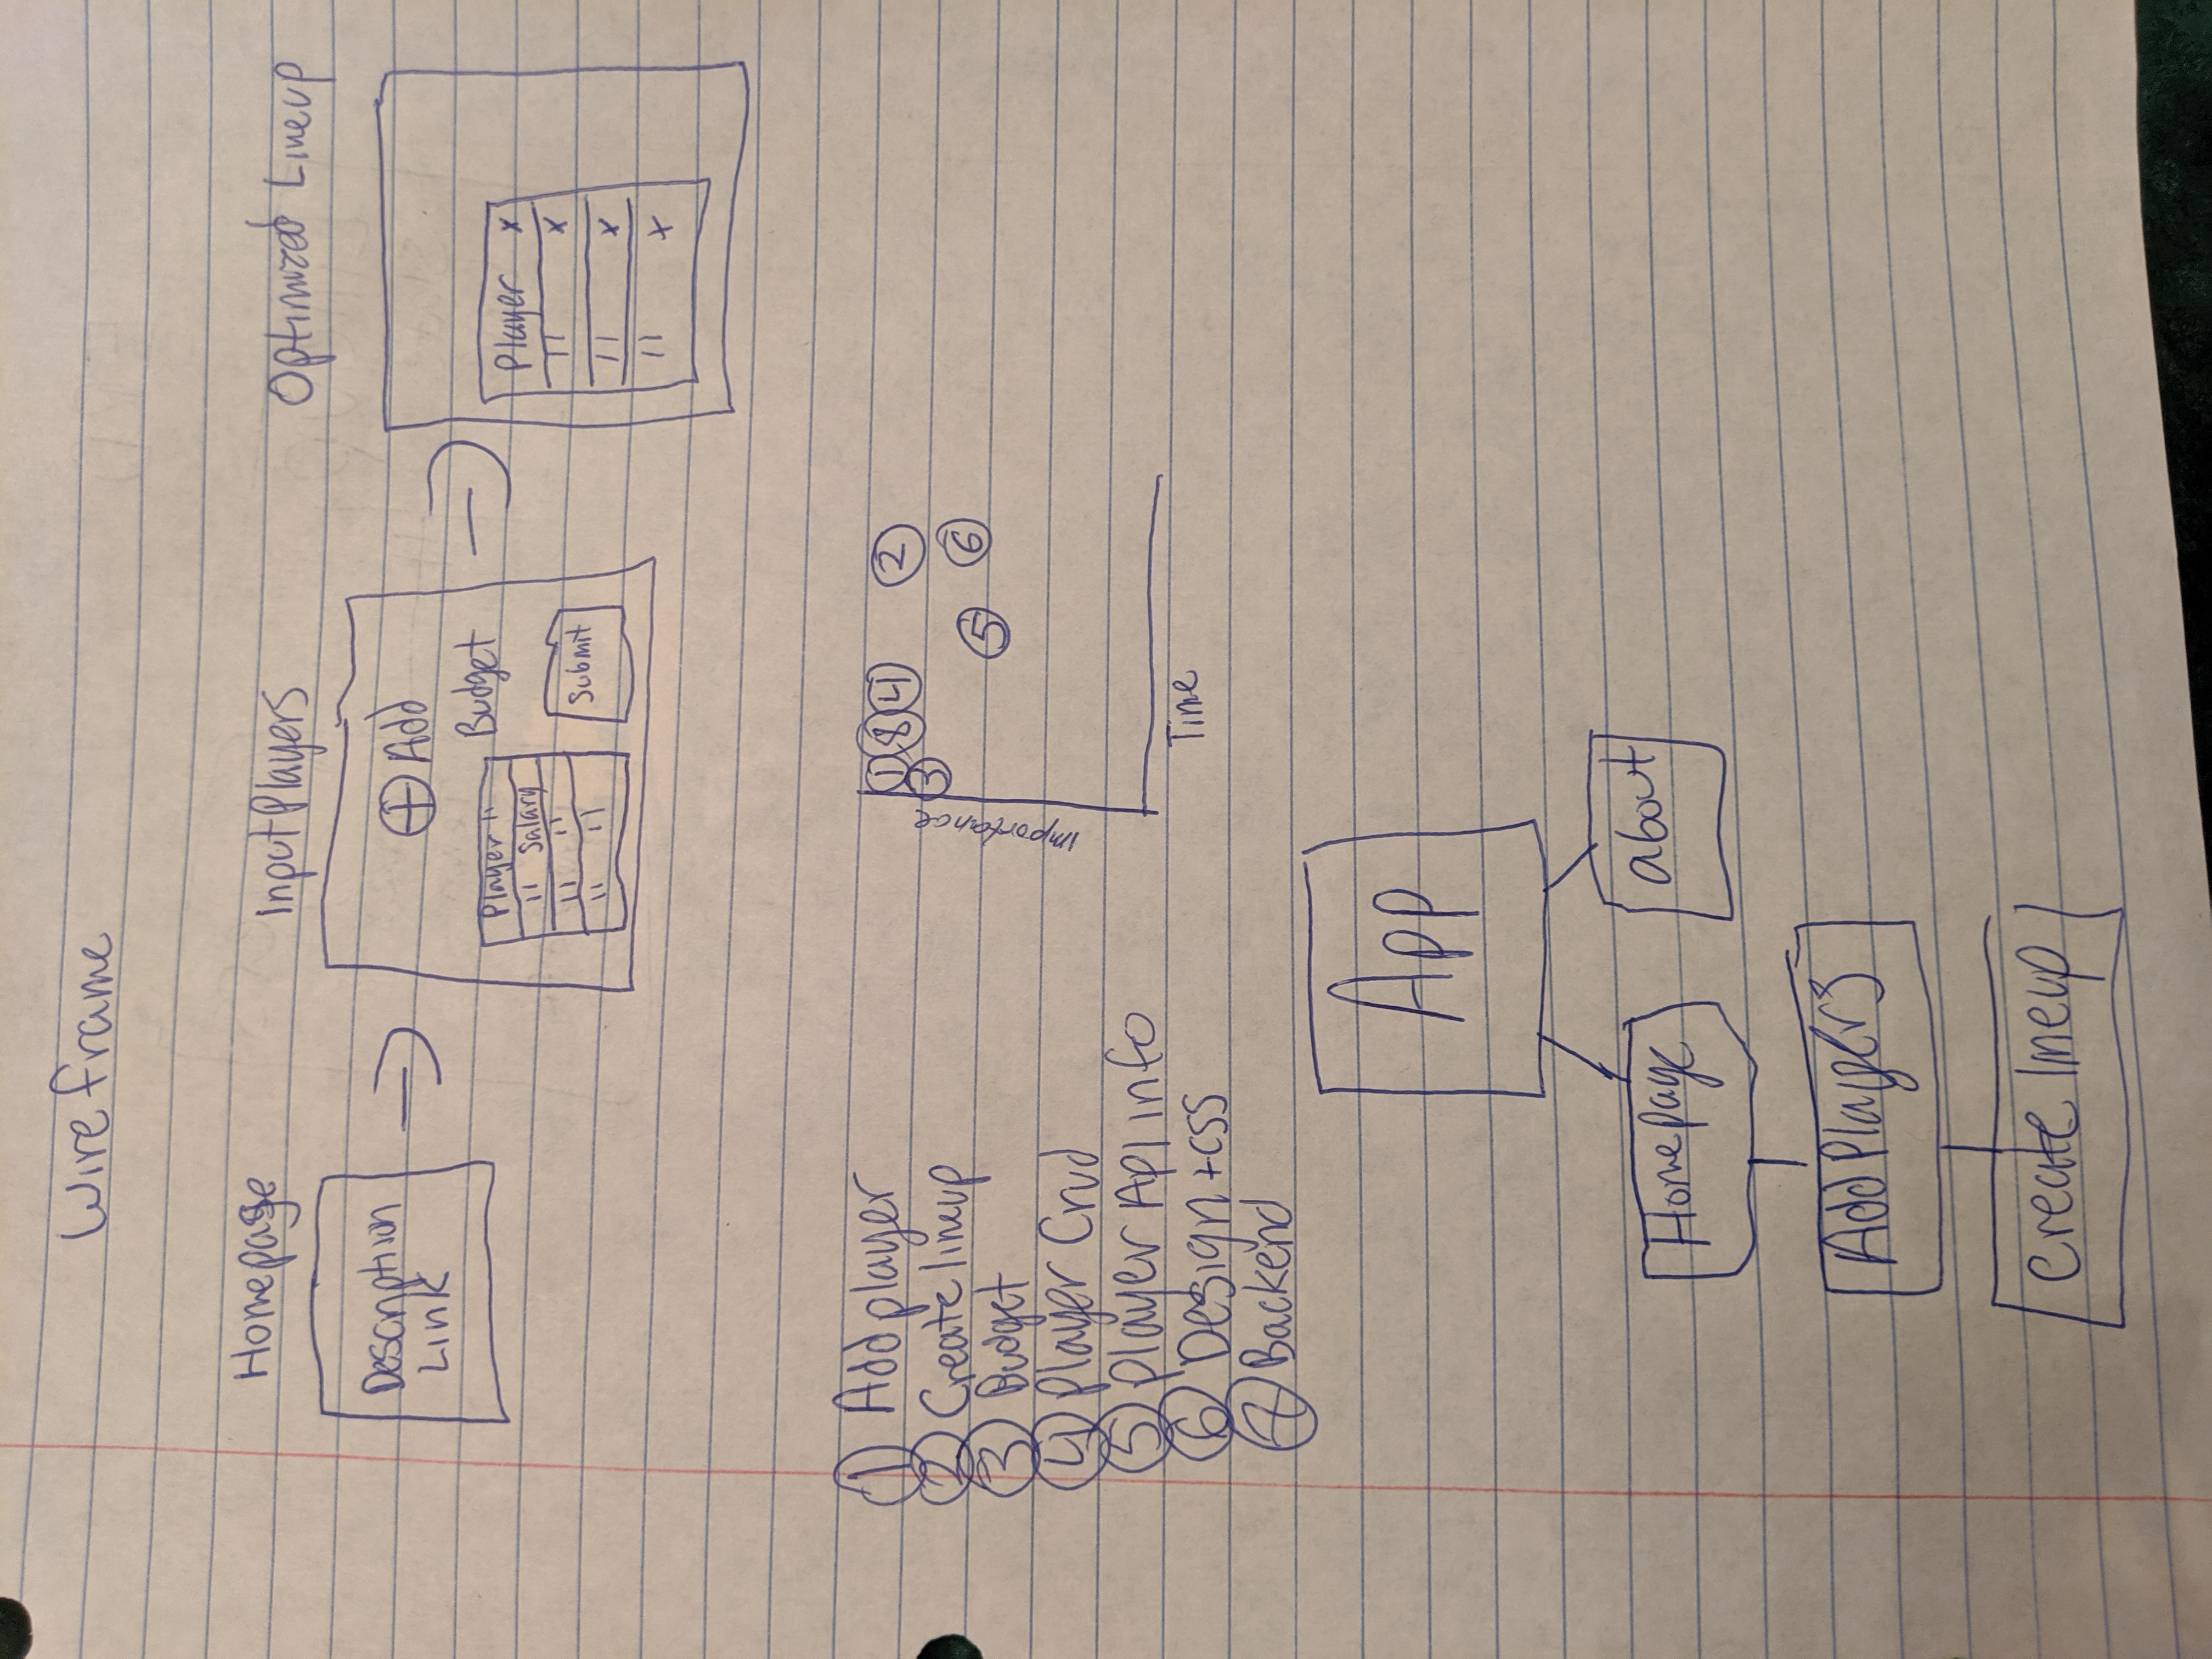 Wireframe
Homepage
Input Players
Optimized Lineup
Description
Link
+ Add
Budget
Player "
" Salary
" "
" "
Submit
Player x
" x
" x
" x
1 Add player
2 Create lineup
3 Budget
4 Player Crud
5 player API info
6 Design + css
7 Backend
1 8 4 2
3
5 6
Importance
Time
App
Homepage
about
Add Players
Create lineup